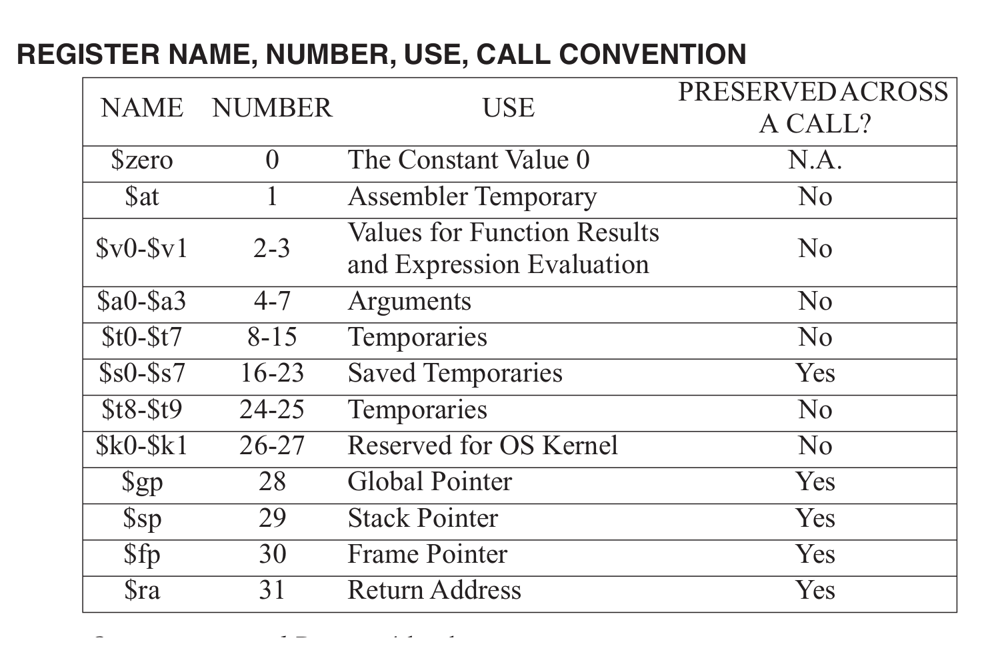 REGISTER NAME, NUMBER, USE, CALL CONVENTION
NAME NUMBER USE PRESERVED ACROSS
A CALL?
$zero 0 The Constant Value 0 N.A.
$at 1 Assembler Temporary No
$v0-$v1 2-3 Values for Function Results
and Expression Evaluation No
$a0-$a3 4-7 Arguments No
$t0-$t7 8-15 Temporaries No
$s0-$s7 16-23 Saved Temporaries Yes
$t8-$t9 24-25 Temporaries No
$k0-$k1 26-27 Reserved for OS Kernel No
$gp 28 Global Pointer Yes
$sp 29 Stack Pointer Yes
$fp 30 Frame Pointer Yes
$ra 31 Return Address Yes